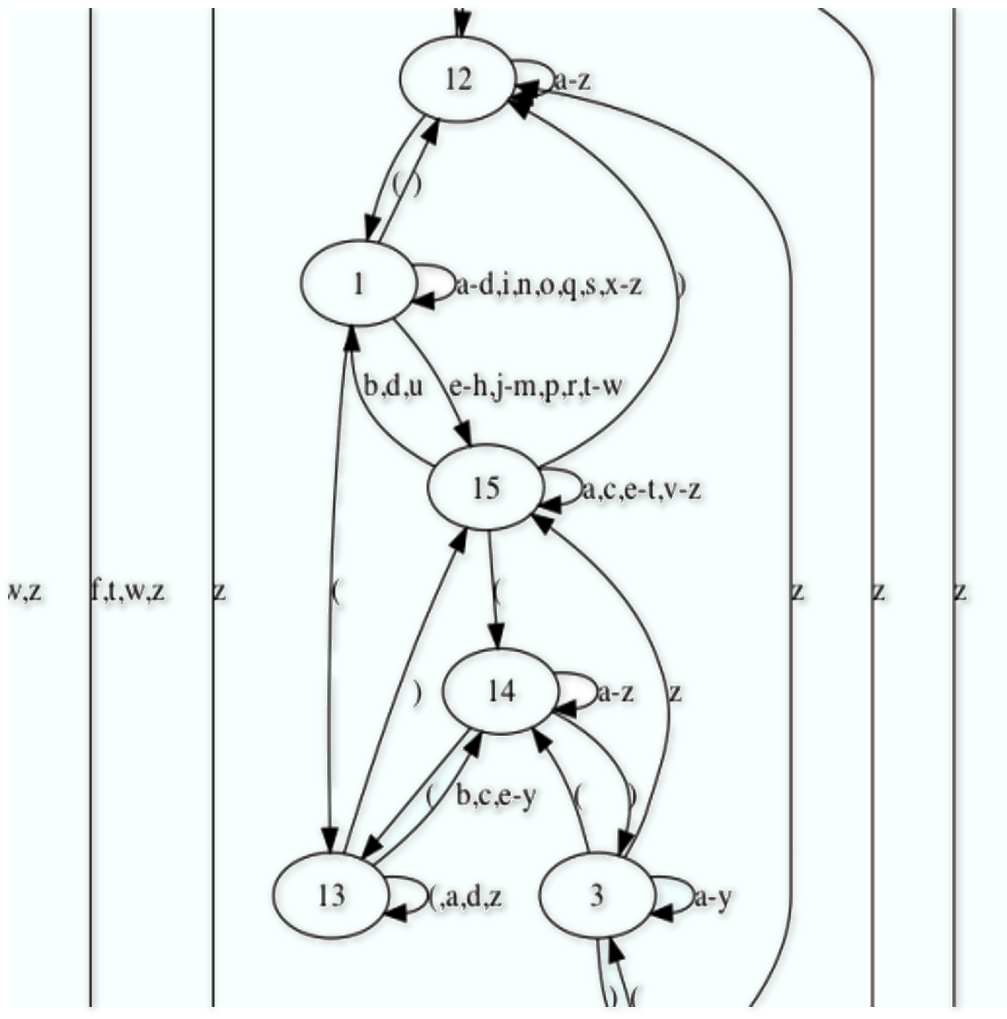 12
a-z
( )
1
a-d,i,n,o,q,s,x-z
)
b,d,u
e-h,j-m,p,r,t-w
15
a,c,e-t,v-z
w,z
f,t,w,z
z
(
(
z
z
z
)
14
a-z
z
(
b,c,e-y
(
)
13
(,a,d,z
3
a-y
)
(